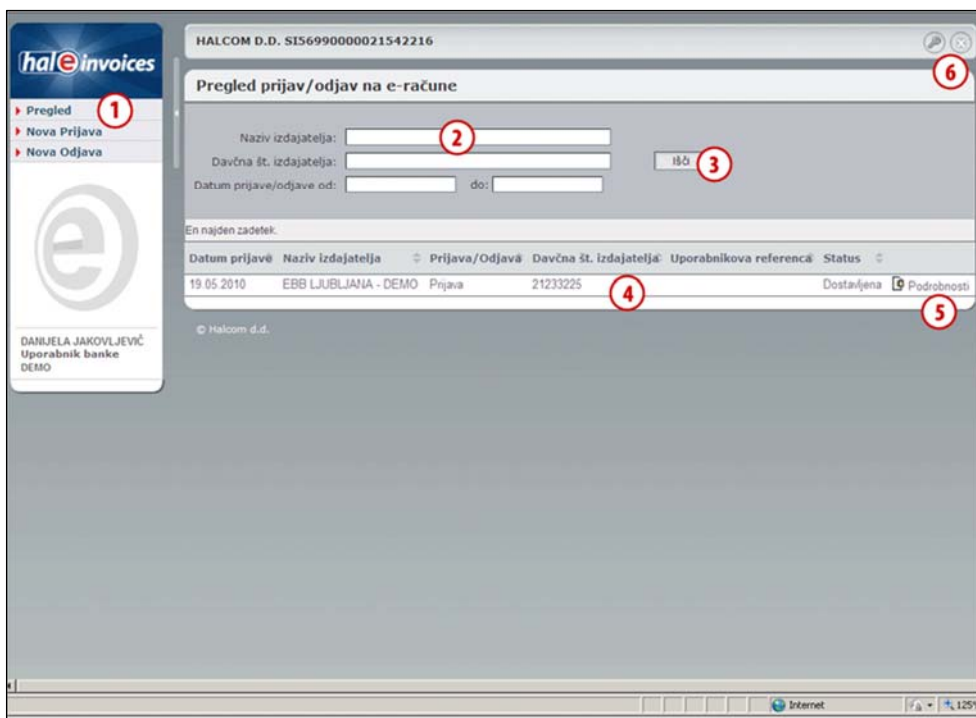 hal e invoices
Pregled
Nova Prijava
Nova Odjava
1
DANIJELA JAKOVLJEVIČ
Uporabnik banke
DEMO
HALCOM D.D. SI56990000021542216
6
Pregled prijav/odjav na e-račune
Naziv izdajatelja:
2
Davčna št. izdajatelja:
Išči
3
Datum prijave/odjave od:
do:
En najden zadetek.
Datum prijave Naziv izdajatelja Prijava/Odjava Davčna št. izdajatelja Uporabnikova referenca Status
19.05.2010 EBB LJUBLJANA - DEMO Prijava 21233225 Dostavljena Podrobnosti
4
5
© Halcom d.d.
Internet
125%